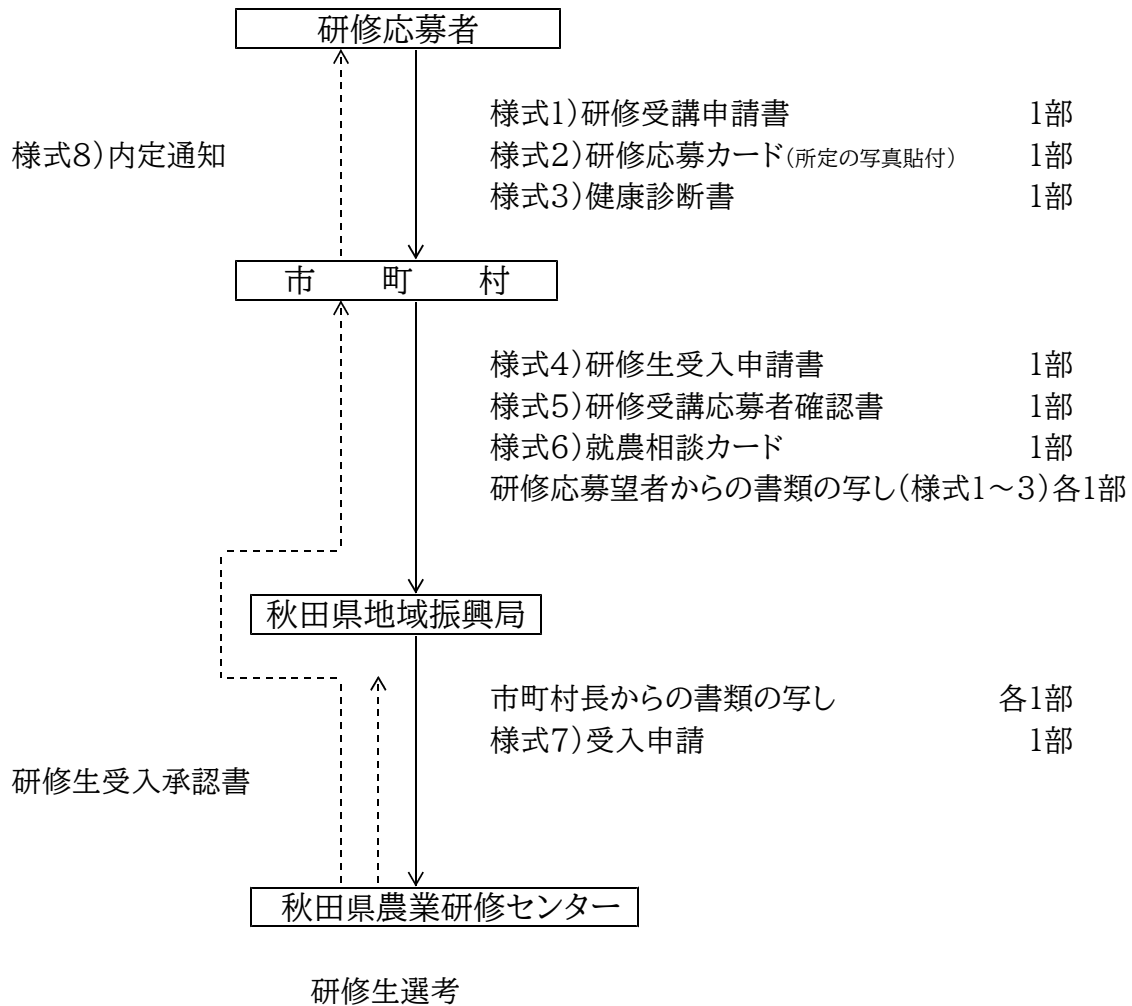 研修応募者
様式1)研修受講申請書 1部
様式8)内定通知
様式2)研修応募カード(所定の写真貼付) 1部
様式3)健康診断書 1部
市 町 村
様式4)研修生受入申請書 1部
様式5)研修受講応募者確認書 1部
様式6)就農相談カード 1部
研修応募望者からの書類の写し(様式1～3)各1部
秋田県地域振興局
市町村長からの書類の写し 各1部
様式7)受入申請 1部
研修生受入承認書
秋田県農業研修センター
研修生選考